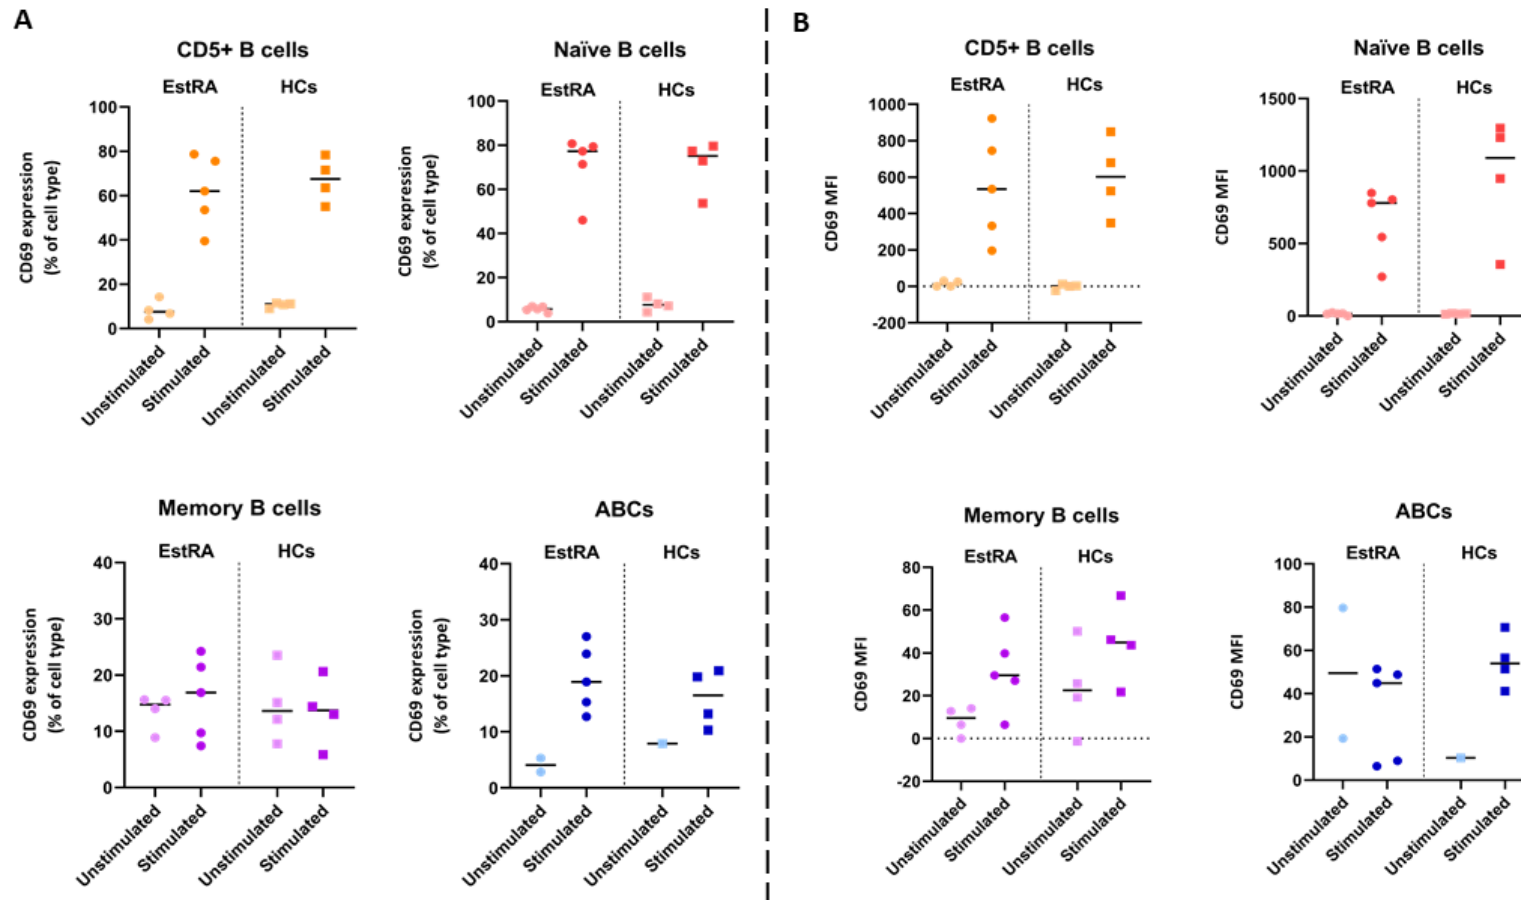 A
CD5+ B cells
EstRA HCs
CD69 expression
(% of cell type)
100
80
60
40
20
0
Unstimulated
Stimulated
Unstimulated
Stimulated
Naïve B cells
EstRA HCs
CD69 expression
(% of cell type)
100
80
60
40
20
0
Unstimulated
Stimulated
Unstimulated
Stimulated
Memory B cells
EstRA HCs
CD69 expression
(% of cell type)
40
30
20
10
0
Unstimulated
Stimulated
Unstimulated
Stimulated
ABCs
EstRA HCs
CD69 expression
(% of cell type)
40
30
20
10
0
Unstimulated
Stimulated
Unstimulated
Stimulated
B
CD5+ B cells
EstRA HCs
CD69 MFI
1000
800
600
400
200
0
-200
Unstimulated
Stimulated
Unstimulated
Stimulated
Naïve B cells
EstRA HCs
CD69 MFI
1500
1000
500
0
Unstimulated
Stimulated
Unstimulated
Stimulated
Memory B cells
EstRA HCs
CD69 MFI
80
60
40
20
0
-20
Unstimulated
Stimulated
Unstimulated
Stimulated
ABCs
EstRA HCs
CD69 MFI
100
80
60
40
20
0
Unstimulated
Stimulated
Unstimulated
Stimulated